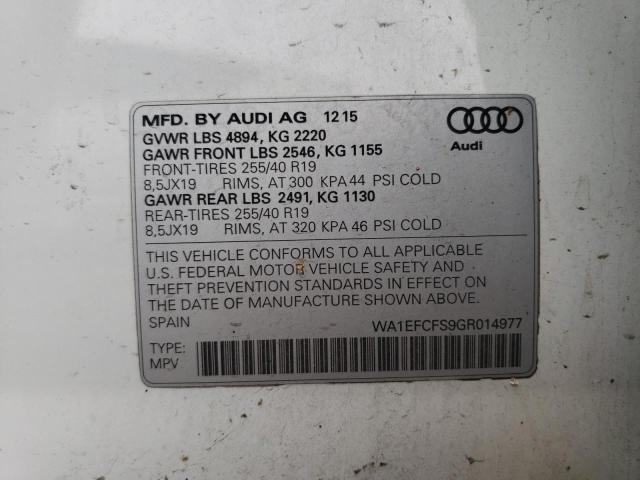 MFD. BY AUDI AG 12 15
GVWR LBS 4894, KG 2220
GAWR FRONT LBS 2546, KG 1155
FRONT-TIRES 255/40 R19
8,5JX19 RIMS, AT 300 KPA 44 PSI COLD
GAWR REAR LBS 2491, KG 1130
REAR-TIRES 255/40 R19
8,5JX19 RIMS, AT 320 KPA 46 PSI COLD
Audi
THIS VEHICLE CONFORMS TO ALL APPLICABLE
U.S. FEDERAL MOTOR VEHICLE SAFETY AND
THEFT PREVENTION STANDARDS IN EFFECT ON
THE DATE OF MANUFACTURE SHOWN ABOVE.
SPAIN WA1EFCFS9GR014977
TYPE:
MPV